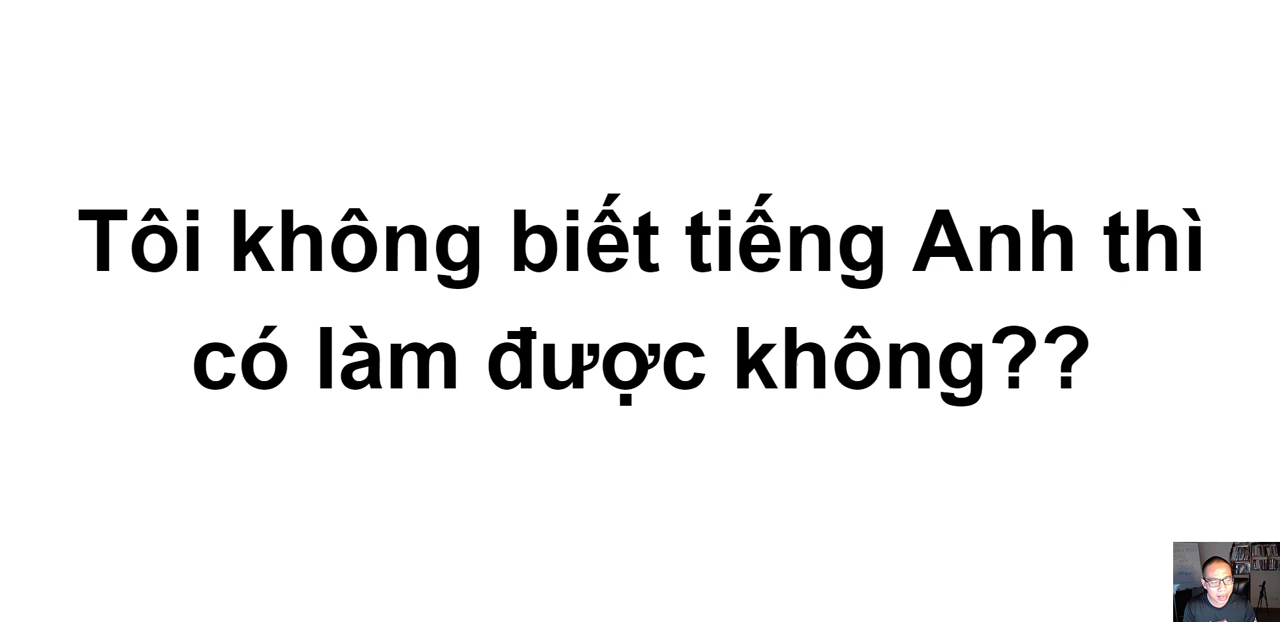 Tôi không biết tiếng Anh thì
có làm được không??